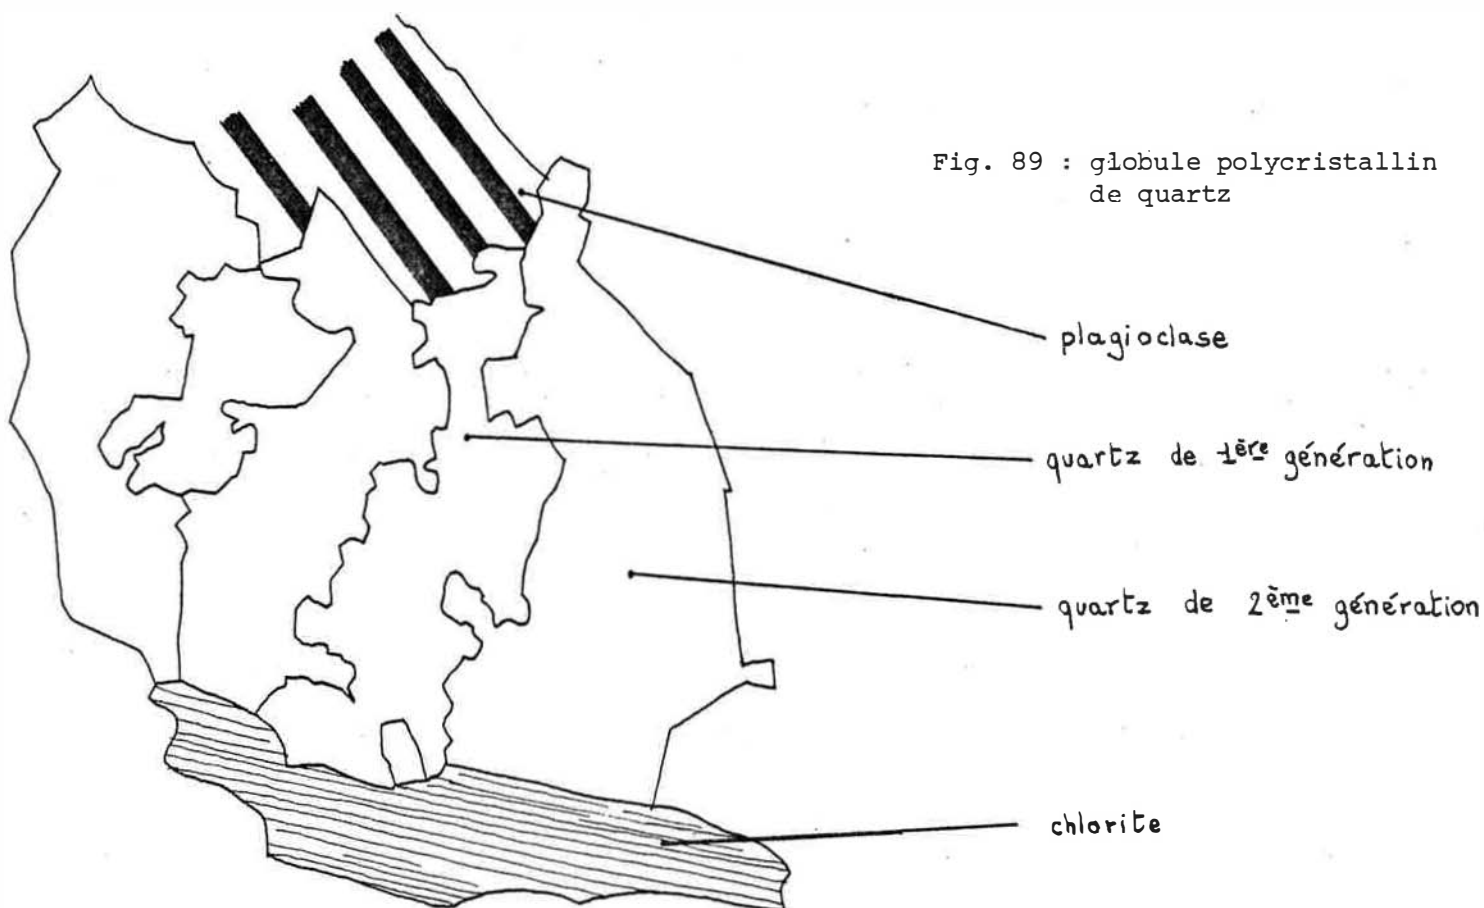 Fig. 89 : globule polycristallin
de quartz
plagioclase
quartz de 1ère génération
quartz de 2ème génération
chlorite